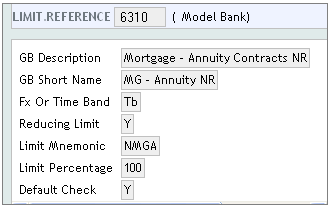 LIMIT.REFERENCE 6310 ( Model Bank)
GB Description Mortgage - Annuity Contracts NR
GB Short Name MG - Annuity NR
Fx Or Time Band Tb
Reducing Limit Y
Limit Mnemonic NMGA
Limit Percentage 100
Default Check Y